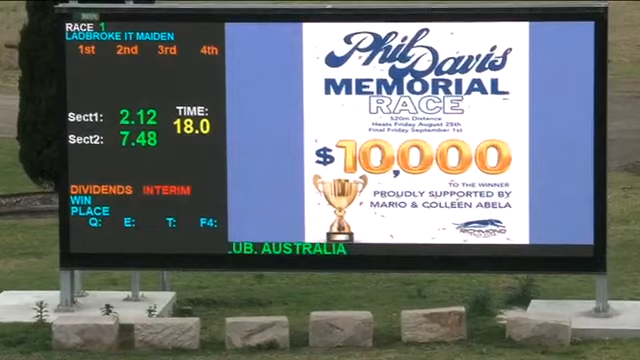 RACE 1
LADBROKE IT MAIDEN
1st 2nd 3rd 4th
Sect1: 2.12 TIME:
Sect2: 7.48 18.0
DIVIDENDS INTERIM
WIN
PLACE
Q: E: T: F4:
Phil Davis
MEMORIAL
RACE
520m Distance
Heats Friday August 25th
Final Friday September 1st
$10,000
TO THE WINNER
PROUDLY SUPPORTED BY
MARIO & COLLEEN ABELA
RICHMOND
LUB. AUSTRALIA